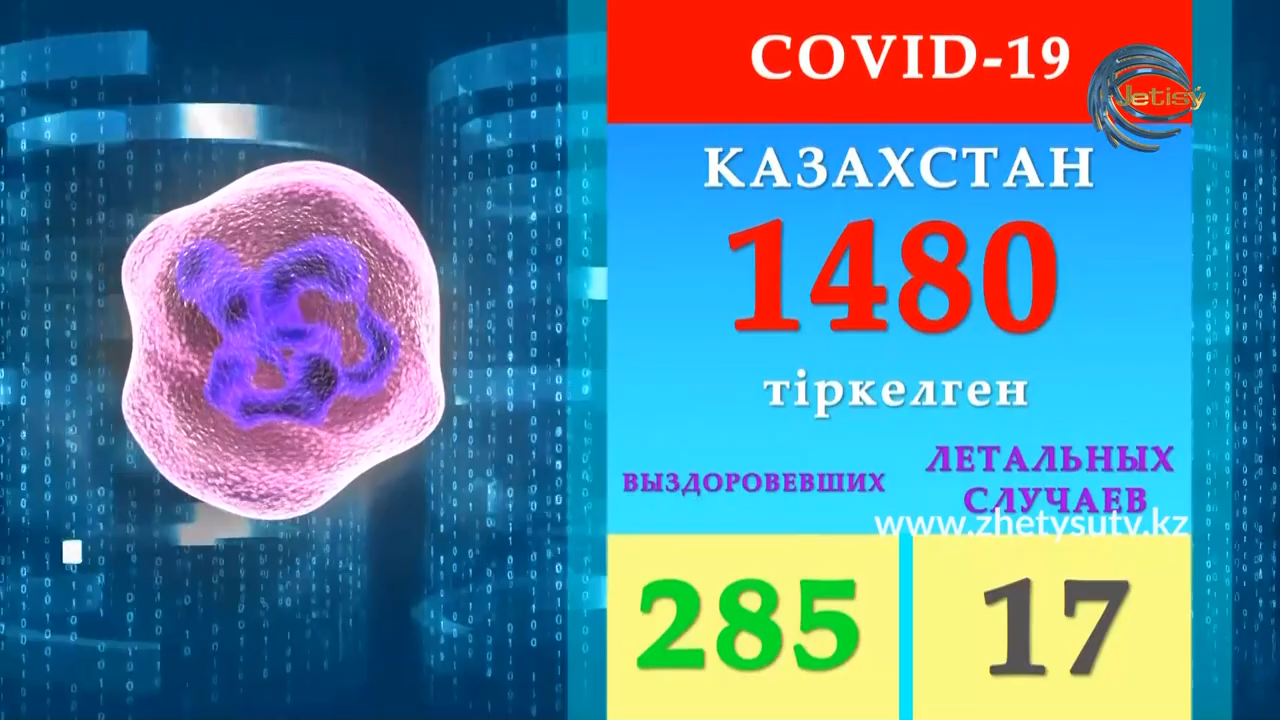 COVID-19
Jetisý
КАЗАХСТАН
1480
тіркелген
ВЫЗДОРОВЕВШИХ
ЛЕТАЛЬНЫХ
СЛУЧАЕВ
www.zhetysutv.kz
285
17